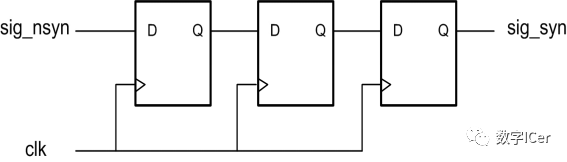 sig_nsyn D Q D Q D Q sig_syn
clk
数字ICer